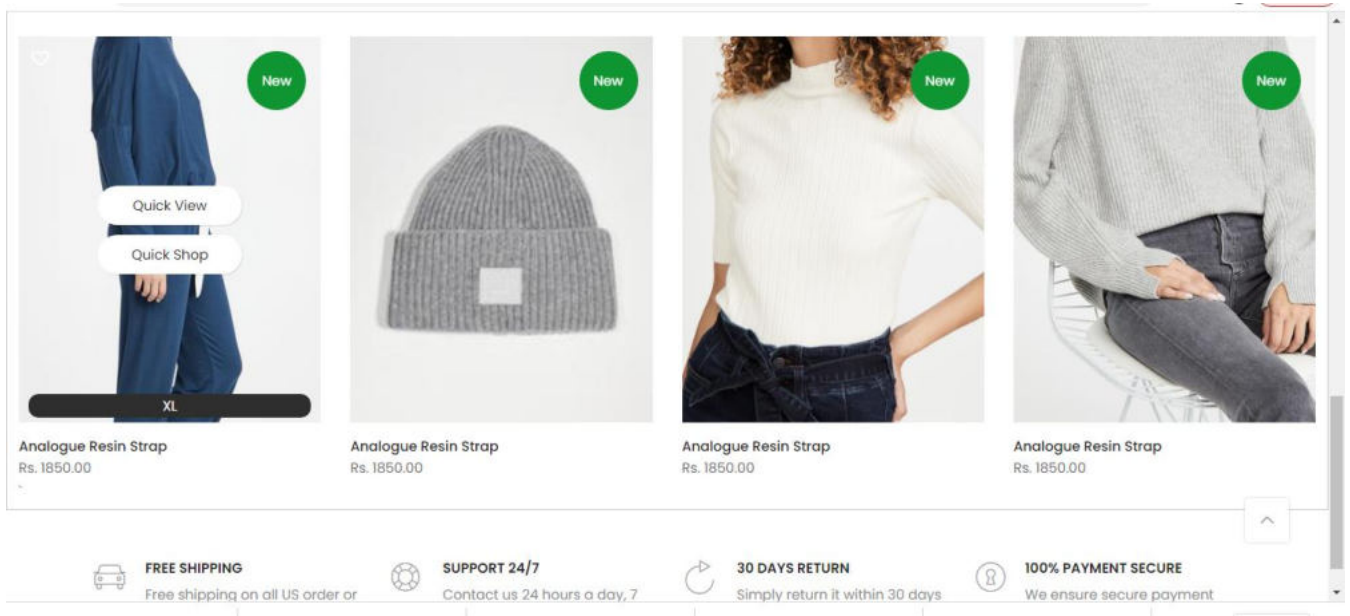 New
New
New
New
Quick View
Quick Shop
XL
Analogue Resin Strap
Rs. 1850.00
Analogue Resin Strap
Rs. 1850.00
Analogue Resin Strap
Rs. 1850.00
Analogue Resin Strap
Rs. 1850.00
FREE SHIPPING
Free shipping on all US order or
SUPPORT 24/7
Contact us 24 hours a day, 7
30 DAYS RETURN
Simply return it within 30 days
100% PAYMENT SECURE
We ensure secure payment